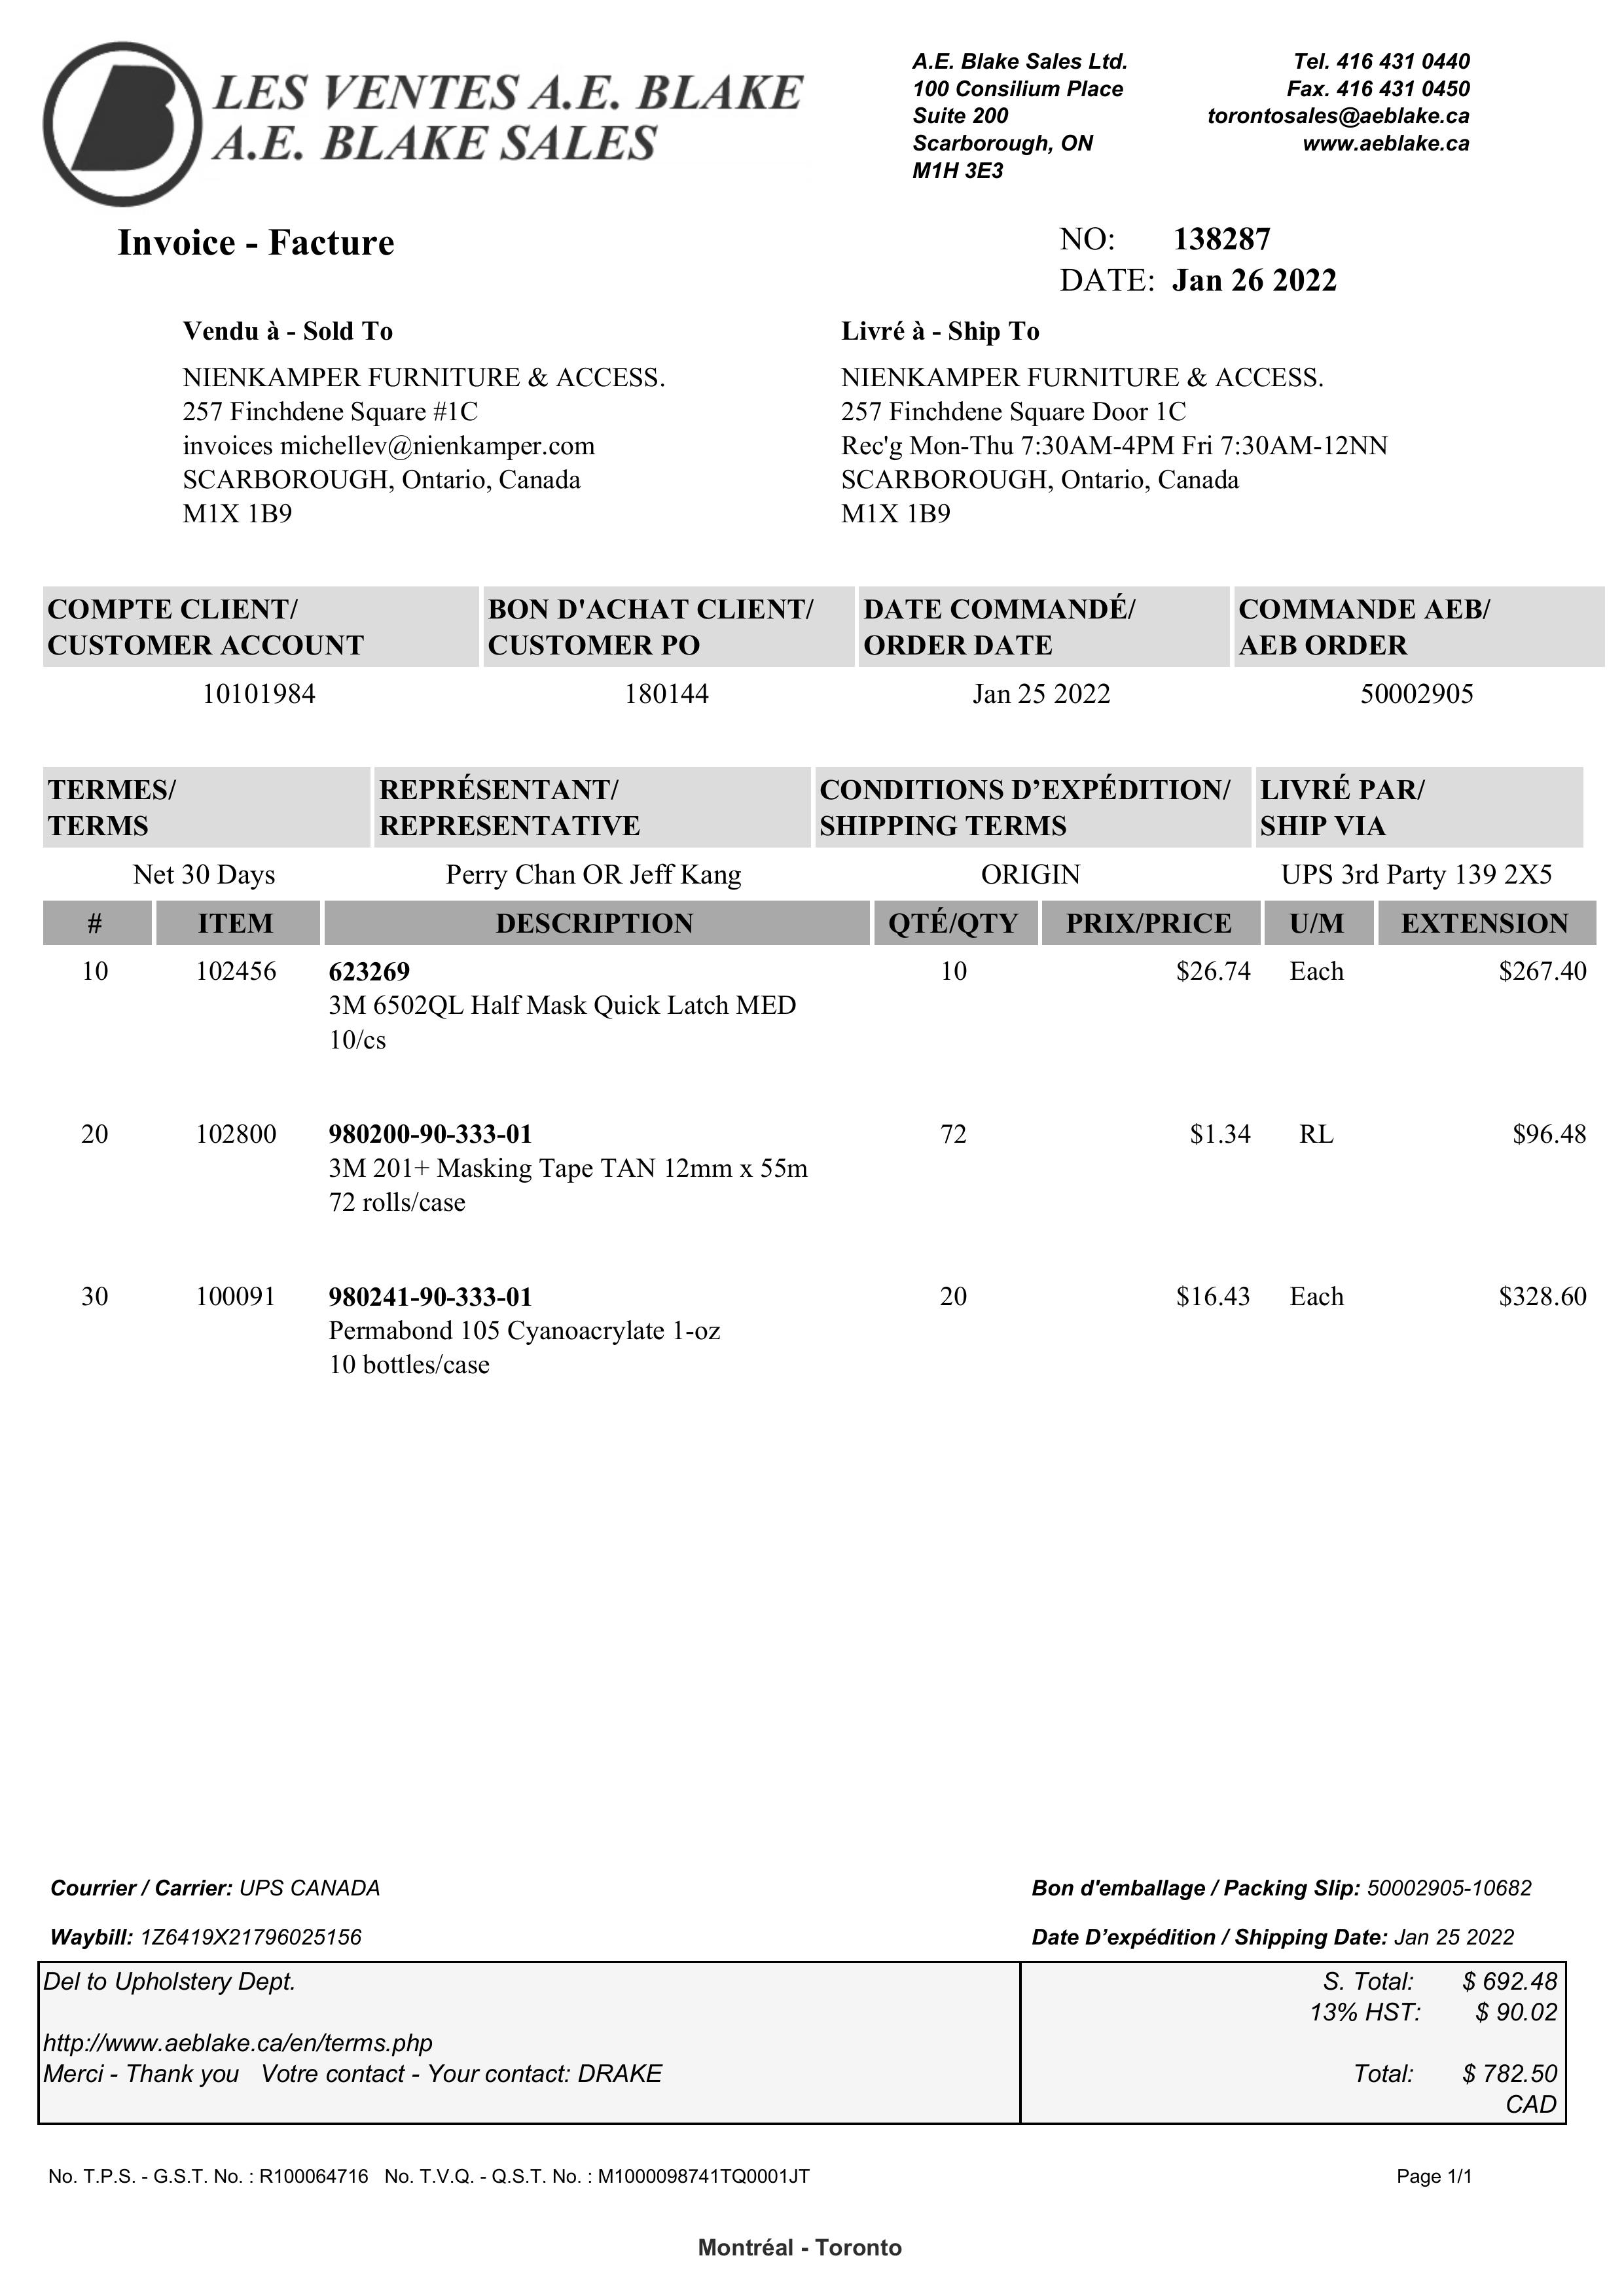 LES VENTES A.E. BLAKE
A.E. BLAKE SALES
A.E. Blake Sales Ltd.
100 Consilium Place
Suite 200
Scarborough, ON
M1H 3E3
Tel. 416 431 0440
Fax. 416 431 0450
torontosales@aeblake.ca
www.aeblake.ca
Invoice - Facture
NO: 138287
DATE: Jan 26 2022
Vendu à - Sold To
NIENKAMPER FURNITURE & ACCESS.
257 Finchdene Square #1C
invoices michellev@nienkamper.com
SCARBOROUGH, Ontario, Canada
M1X 1B9
Livré à - Ship To
NIENKAMPER FURNITURE & ACCESS.
257 Finchdene Square Door 1C
Rec'g Mon-Thu 7:30AM-4PM Fri 7:30AM-12NN
SCARBOROUGH, Ontario, Canada
M1X 1B9
COMPTE CLIENT/ BON D'ACHAT CLIENT/ DATE COMMANDÉ/ COMMANDE AEB/
CUSTOMER ACCOUNT CUSTOMER PO ORDER DATE AEB ORDER
10101984 180144 Jan 25 2022 50002905
TERMES/ REPRÉSENTANT/ CONDITIONS D’EXPÉDITION/ LIVRÉ PAR/
TERMS REPRESENTATIVE SHIPPING TERMS SHIP VIA
Net 30 Days Perry Chan OR Jeff Kang ORIGIN UPS 3rd Party 139 2X5
# ITEM DESCRIPTION QTÉ/QTY PRIX/PRICE U/M EXTENSION
10 102456 623269 10 $26.74 Each $267.40
3M 6502QL Half Mask Quick Latch MED
10/cs
20 102800 980200-90-333-01 72 $1.34 RL $96.48
3M 201+ Masking Tape TAN 12mm x 55m
72 rolls/case
30 100091 980241-90-333-01 20 $16.43 Each $328.60
Permabond 105 Cyanoacrylate 1-oz
10 bottles/case
Courrier / Carrier: UPS CANADA
Bon d'emballage / Packing Slip: 50002905-10682
Waybill: 1Z6419X21796025156
Date D’expédition / Shipping Date: Jan 25 2022
Del to Upholstery Dept.
http://www.aeblake.ca/en/terms.php
Merci - Thank you Votre contact - Your contact: DRAKE
S. Total: $ 692.48
13% HST: $ 90.02
Total: $ 782.50
CAD
No. T.P.S. - G.S.T. No. : R100064716 No. T.V.Q. - Q.S.T. No. : M1000098741TQ0001JT
Page 1/1
Montréal - Toronto